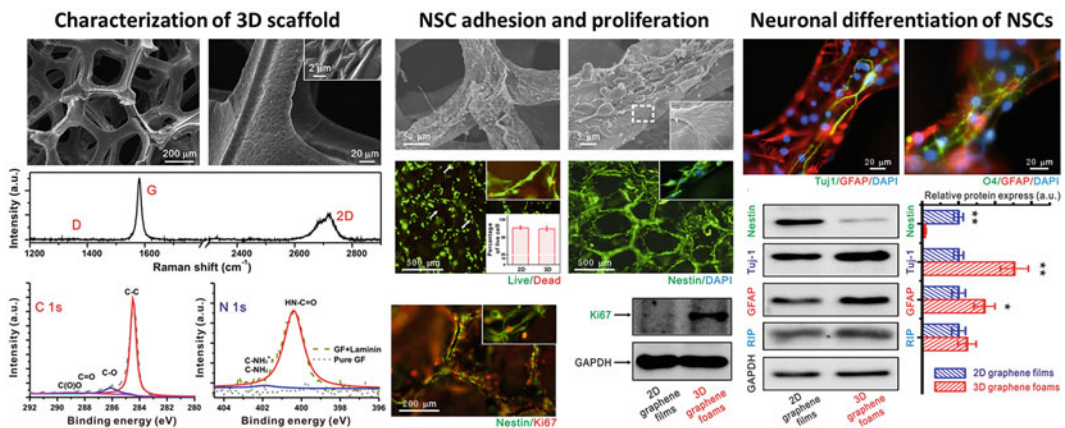 Characterization of 3D scaffold
200 μm
2 μm
20 μm
Intensity (a.u.)
D
G
2D
1200
1400
1600
1800
2400
2600
2800
Raman shift (cm⁻¹)
C 1s
C-C
C(O)O
C=O
C-O
Intensity (a.u.)
292 290 288 286 284 282 280
Binding energy (eV)
N 1s
HN-C=O
C-NH₃⁺
C-NH₂
GF+Laminin
Pure GF
Intensity (a.u.)
404 402 400 398 396
Binding energy (eV)
NSC adhesion and proliferation
50 μm
5 μm
500 μm
Percentage
of live cell
2D 3D
Live/Dead
500 μm
Nestin/DAPI
200 μm
Nestin/Ki67
Ki67
GAPDH
2D
graphene
films
3D
graphene
foams
Neuronal differentiation of NSCs
20 μm
Tuj1/GFAP/DAPI
20 μm
O4/GFAP/DAPI
Relative protein express (a.u.)
Nestin
Tuj-1
GFAP
RIP
GAPDH
2D
graphene
films
3D
graphene
foams
Nestin
**
Tuj-1
**
GFAP
*
RIP
2D graphene films
3D graphene foams